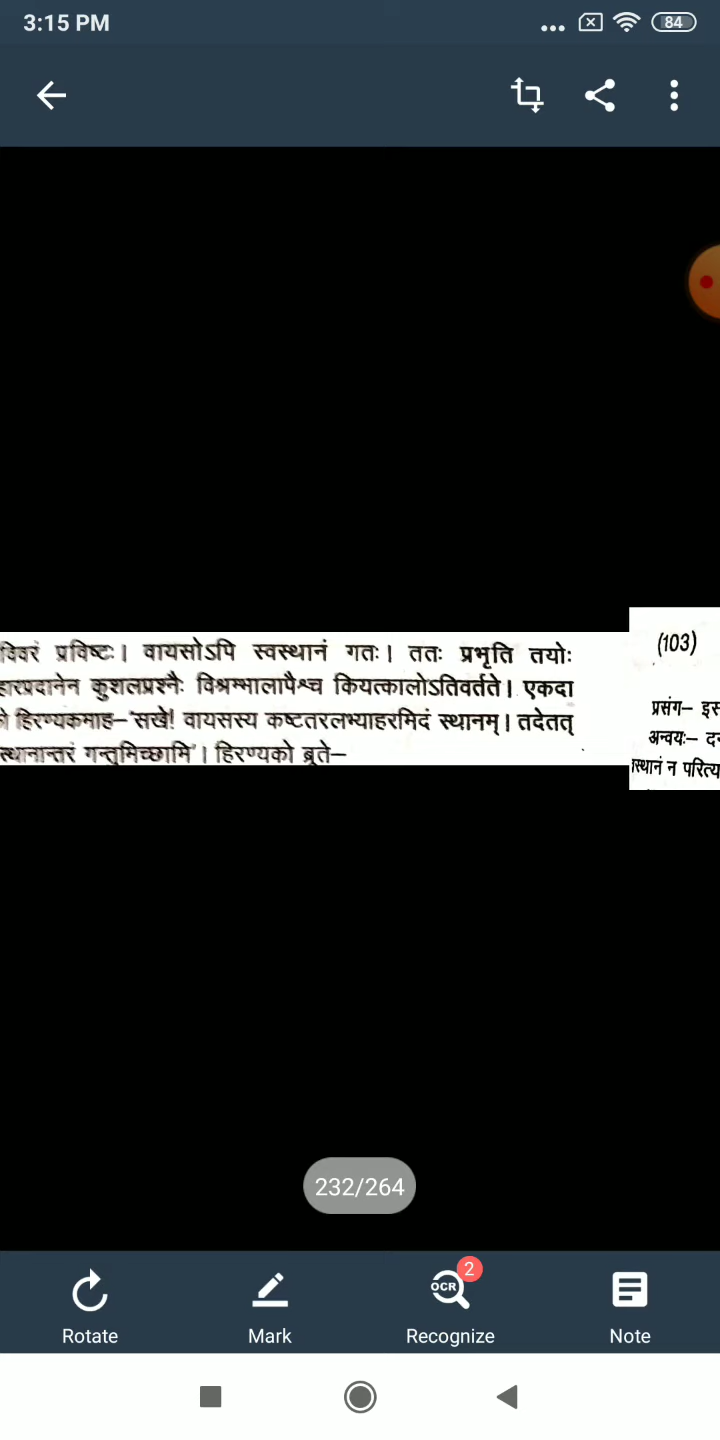 3:15 PM
84
विवरं प्रविष्टः। वायसोऽपि स्वस्थानं गतः। ततः प्रभृति तयोः
हारप्रदानेन कुशलप्रश्नैः विश्रम्भालापैश्च कियत्कालोऽतिवर्तते। एकदा
हिरण्यकमाह–'सखे! वायसस्य कष्टतरलभ्याहरमिदं स्थानम्। तदेतत्
स्थानान्तरं गन्तुमिच्छामि'। हिरण्यको ब्रूते–
(103)
प्रसंग– इस
अन्वयः–
स्थानं न परित्य
232/264
OCR
2
Rotate
Mark
Recognize
Note